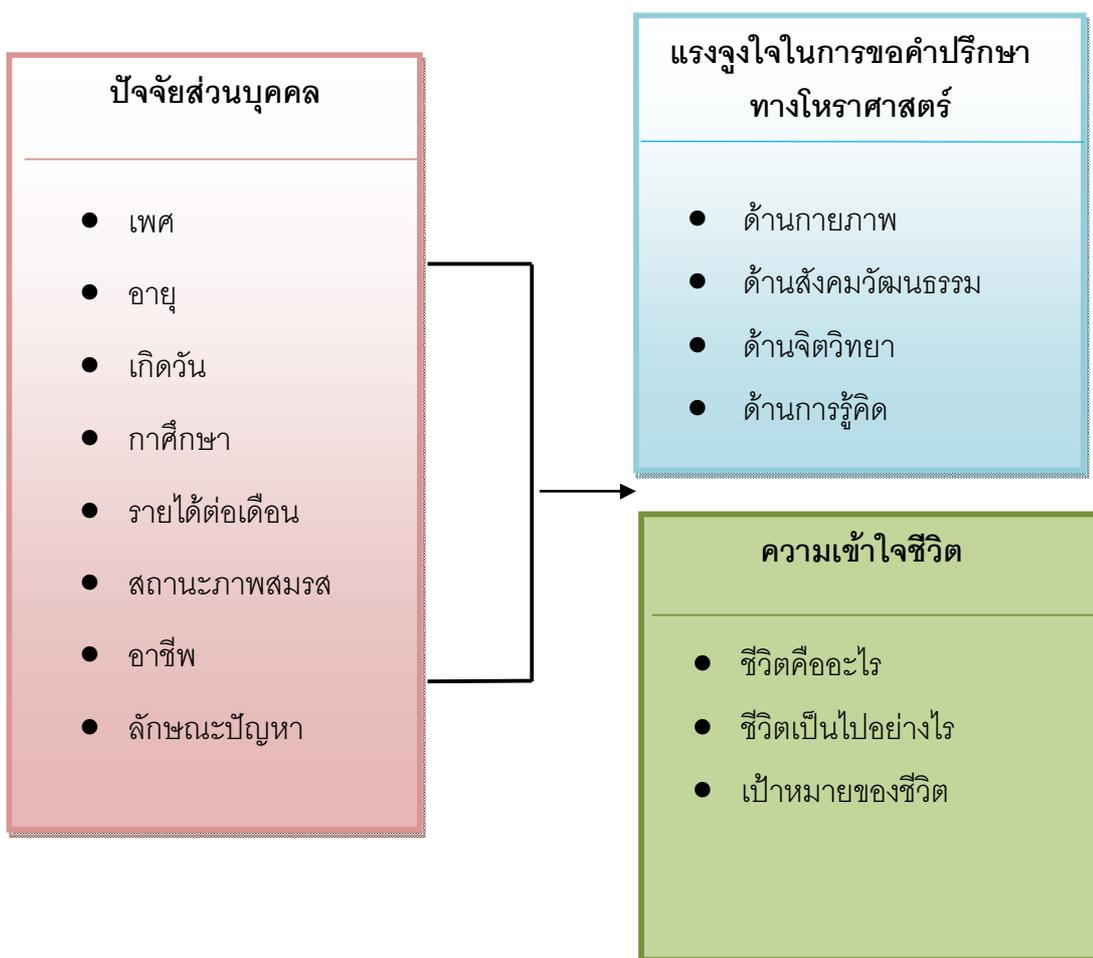 ปัจจัยส่วนบุคคล
● เพศ
● อายุ
● เกิดวัน
● กาศึกษา
● รายได้ต่อเดือน
● สถานะภาพสมรส
● อาชีพ
● ลักษณะปัญหา
แรงจูงใจในการขอคำปรึกษา
ทางโหราศาสตร์
● ด้านกายภาพ
● ด้านสังคมวัฒนธรรม
● ด้านจิตวิทยา
● ด้านการรู้คิด
ความเข้าใจชีวิต
● ชีวิตคืออะไร
● ชีวิตเป็นไปอย่างไร
● เป้าหมายของชีวิต